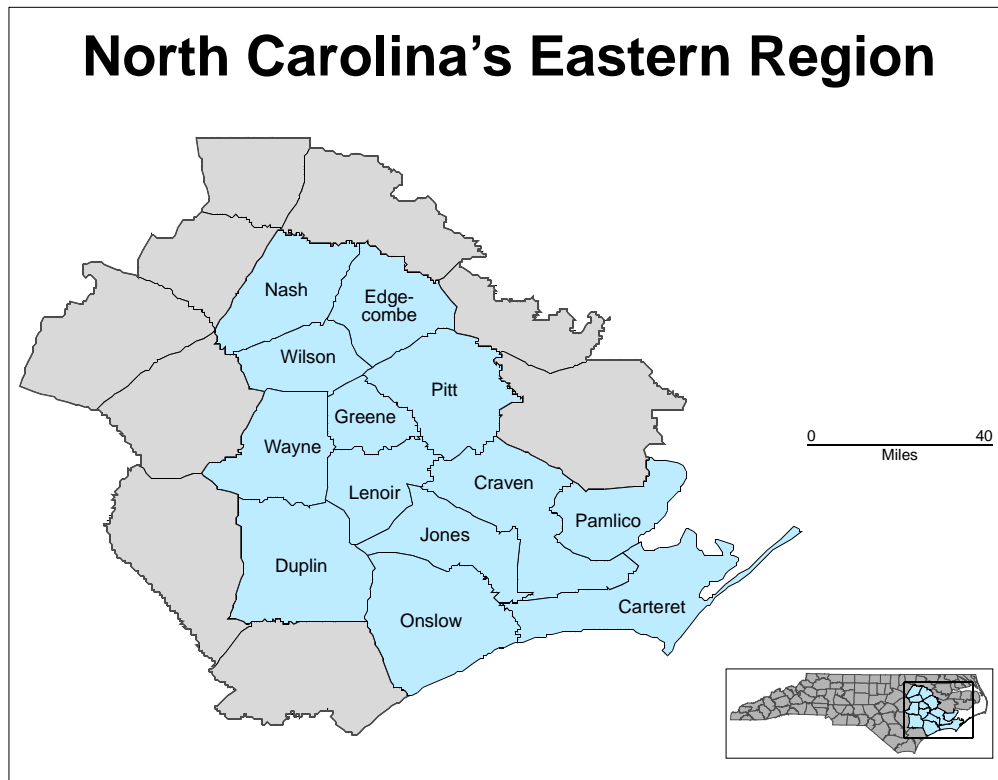 North Carolina's Eastern Region
Nash
Edge-
combe
Wilson
Pitt
Greene
Wayne
0 40
Miles
Lenoir
Craven
Pamlico
Jones
Duplin
Carteret
Onslow